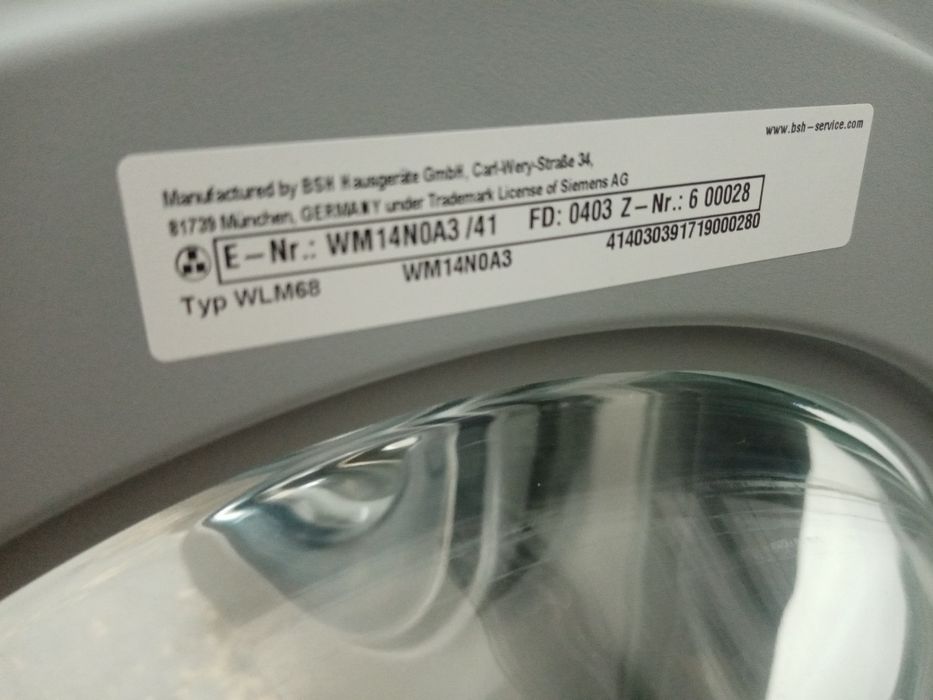 www.bsh-service.com
Manufactured by BSH Hausgeräte GmbH, Carl-Wery-Straße 34,
81739 München, GERMANY under Trademark License of Siemens AG
E-Nr.: WM14N0A3 /41 FD: 0403 Z-Nr.: 6 00028
Typ WLM68 WM14N0A3 414030391719000280